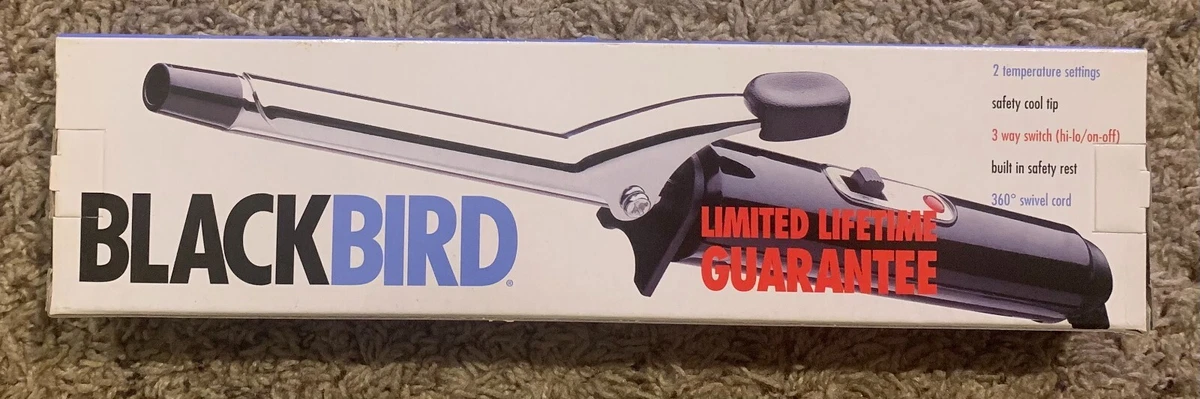 BLACKBIRD®
LIMITED LIFETIME
GUARANTEE
2 temperature settings
safety cool tip
3 way switch (hi-lo/on-off)
built in safety rest
360° swivel cord